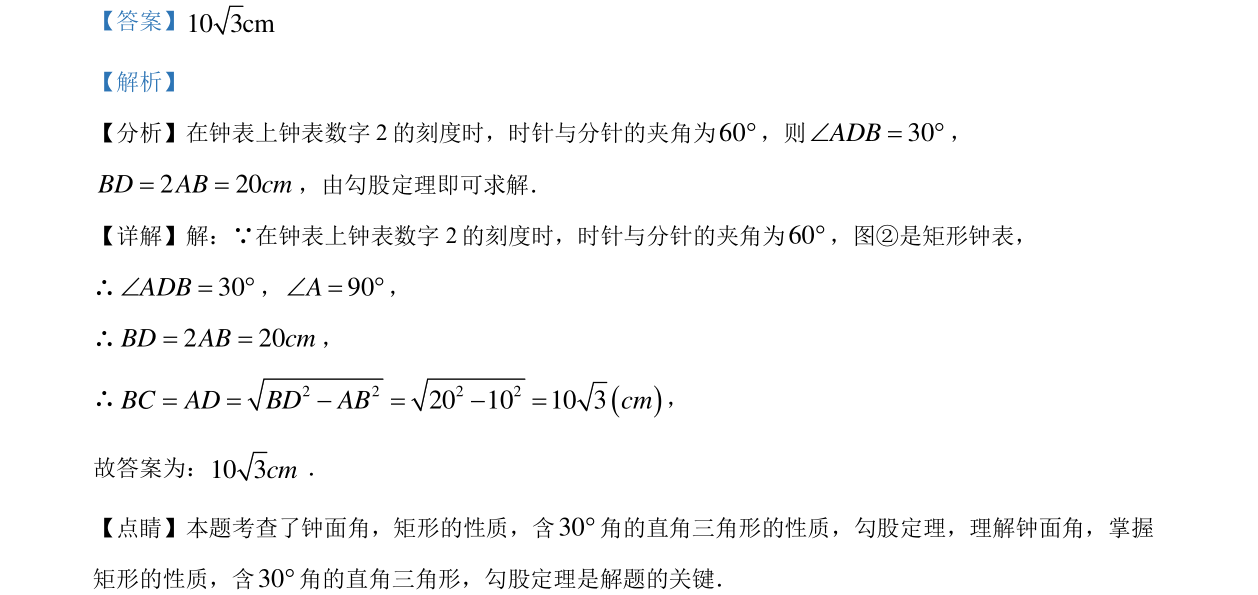 【答案】10√3cm
【解析】
【分析】在钟表上钟表数字 2 的刻度时，时针与分针的夹角为60°，则∠ADB = 30°，
BD = 2AB = 20cm，由勾股定理即可求解．
【详解】解：∵在钟表上钟表数字 2 的刻度时，时针与分针的夹角为60°，图②是矩形钟表，
∴∠ADB = 30°，∠A = 90°，
∴BD = 2AB = 20cm，
∴BC = AD = √(BD² − AB²) = √(20² −10²) =10√3(cm)，
故答案为：10√3cm．
【点睛】本题考查了钟面角，矩形的性质，含30°角的直角三角形的性质，勾股定理，理解钟面角，掌握
矩形的性质，含30°角的直角三角形，勾股定理是解题的关键．